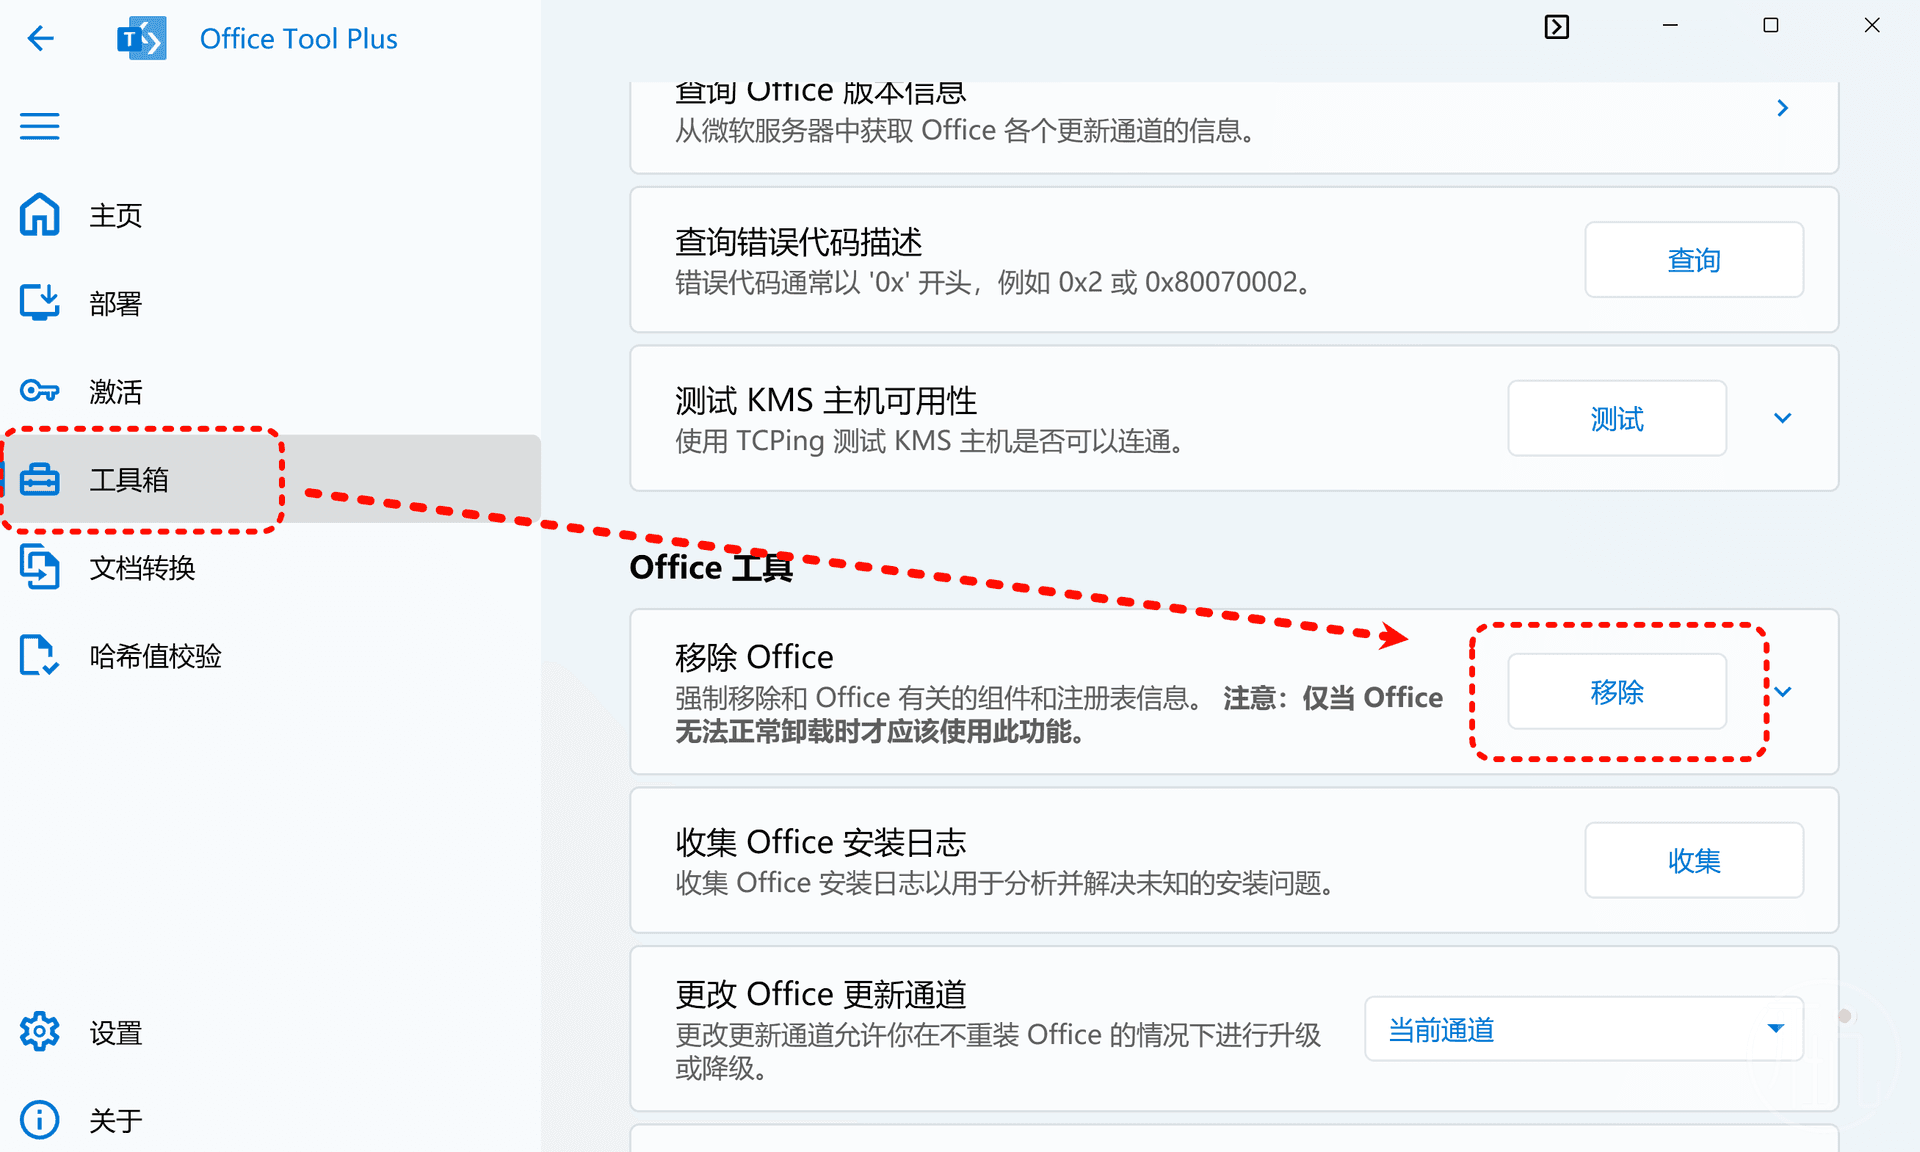 Office Tool Plus
主页
部署
激活
工具箱
文档转换
哈希值校验
设置
关于
查询 Office 版本信息
从微软服务器中获取 Office 各个更新通道的信息。
查询错误代码描述
错误代码通常以 '0x' 开头，例如 0x2 或 0x80070002。
查询
测试 KMS 主机可用性
使用 TCPing 测试 KMS 主机是否可以连通。
测试
Office 工具
移除 Office
强制移除和 Office 有关的组件和注册表信息。 注意：仅当 Office
无法正常卸载时才应该使用此功能。
移除
收集 Office 安装日志
收集 Office 安装日志以用于分析并解决未知的安装问题。
收集
更改 Office 更新通道
更改更新通道允许你在不重装 Office 的情况下进行升级
或降级。
当前通道